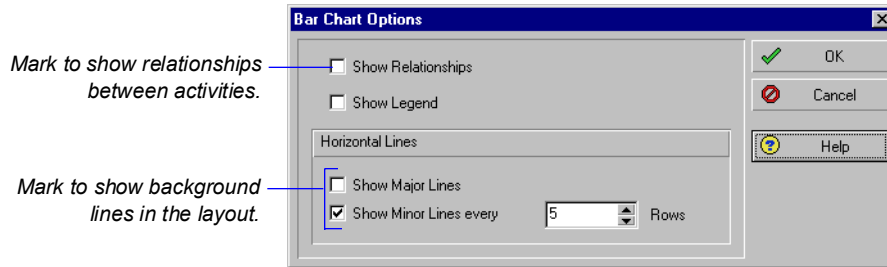 Bar Chart Options
Mark to show relationships
between activities.
Show Relationships
Show Legend
OK
Cancel
Help
Horizontal Lines
Mark to show background
lines in the layout.
Show Major Lines
Show Minor Lines every 5 Rows